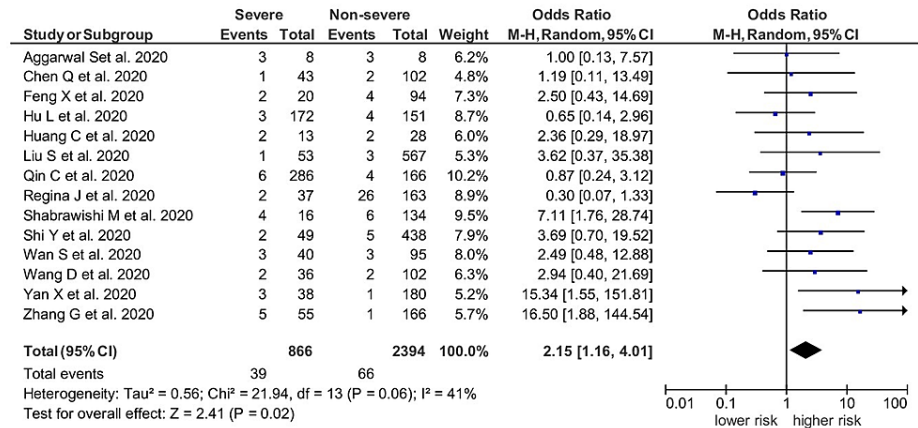 Severe Non-severe Odds Ratio Odds Ratio
Study or Subgroup Events Total Events Total Weight M-H, Random, 95% CI M-H, Random, 95% CI
Aggarwal Set al. 2020 3 8 3 8 6.2% 1.00 [0.13, 7.57]
Chen Q et al. 2020 1 43 2 102 4.8% 1.19 [0.11, 13.49]
Feng X et al. 2020 2 20 4 94 7.3% 2.50 [0.43, 14.69]
Hu L et al. 2020 3 172 4 151 8.7% 0.65 [0.14, 2.96]
Huang C et al. 2020 2 13 2 28 6.0% 2.36 [0.29, 18.97]
Liu S et al. 2020 1 53 3 567 5.3% 3.62 [0.37, 35.38]
Qin C et al. 2020 6 286 4 166 9.9% 0.87 [0.24, 3.12]
Regina J et al. 2020 2 37 26 163 8.9% 0.30 [0.07, 1.33]
Shabrawishi M et al. 2020 4 16 6 134 9.5% 7.11 [1.76, 28.74]
Shi Y et al. 2020 2 49 5 438 7.9% 3.69 [0.70, 19.52]
Wan S et al. 2020 3 40 3 95 8.0% 2.49 [0.48, 12.88]
Wang D et al. 2020 2 36 2 102 6.3% 2.94 [0.40, 21.69]
Yan X et al. 2020 3 38 1 180 5.2% 15.34 [1.55, 151.81]
Zhang G et al. 2020 5 55 1 166 5.7% 16.50 [1.88, 144.54]
Total (95% CI) 866 2394 100.0% 2.15 [1.16, 4.01]
Total events 39 66
Heterogeneity: Tau² = 0.56; Chi² = 21.94, df = 13 (P = 0.06); I² = 41%
Test for overall effect: Z = 2.41 (P = 0.02)
0.01 0.1 1 10 100
lower risk higher risk